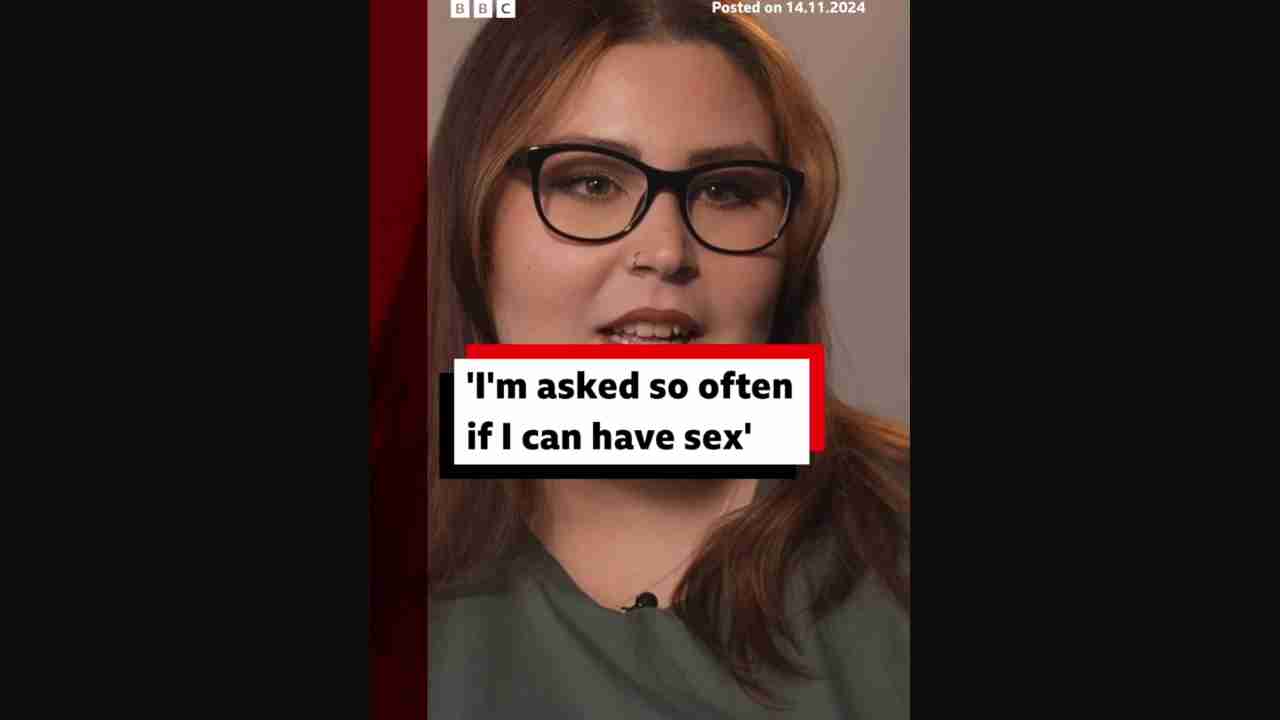 BBC
Posted on 14.11.2024
'I'm asked so often
if I can have sex'